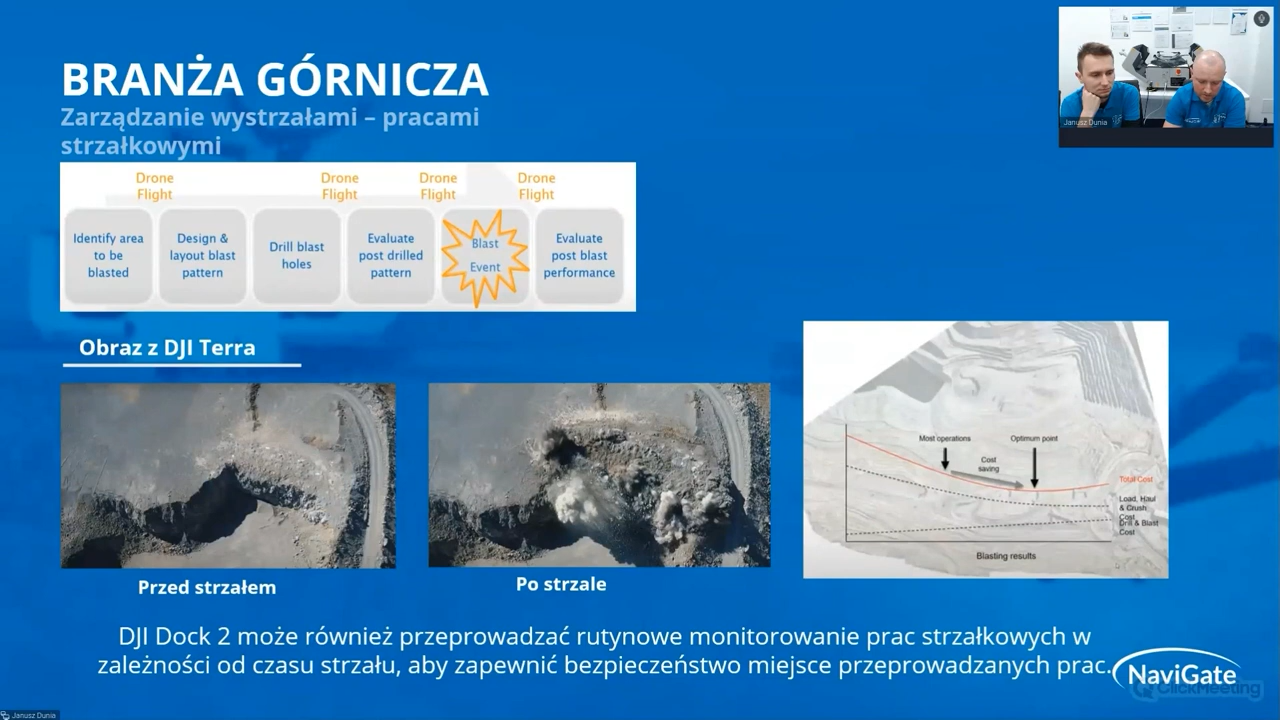 BRANŻA GÓRNICZA
Zarządzanie wystrzałami – pracami
strzałkowymi
Drone
Flight
Drone
Flight
Drone
Flight
Drone
Flight
Identify area
to be
blasted
Design &
layout blast
pattern
Drill blast
holes
Evaluate
post drilled
pattern
Blast
Event
Evaluate
post blast
performance
Obraz z DJI Terra
Przed strzałem
Po strzale
Most operations
Optimum point
Cost
saving
Total Cost
Load, Haul
& Crush
Cost
Drill & Blast
Cost
Blasting results
DJI Dock 2 może również przeprowadzać rutynowe monitorowanie prac strzałkowych w
zależności od czasu strzału, aby zapewnić bezpieczeństwo miejsce przeprowadzanych prac.
NaviGate
ClickMeeting
Janusz Dunia
Janusz Dunia